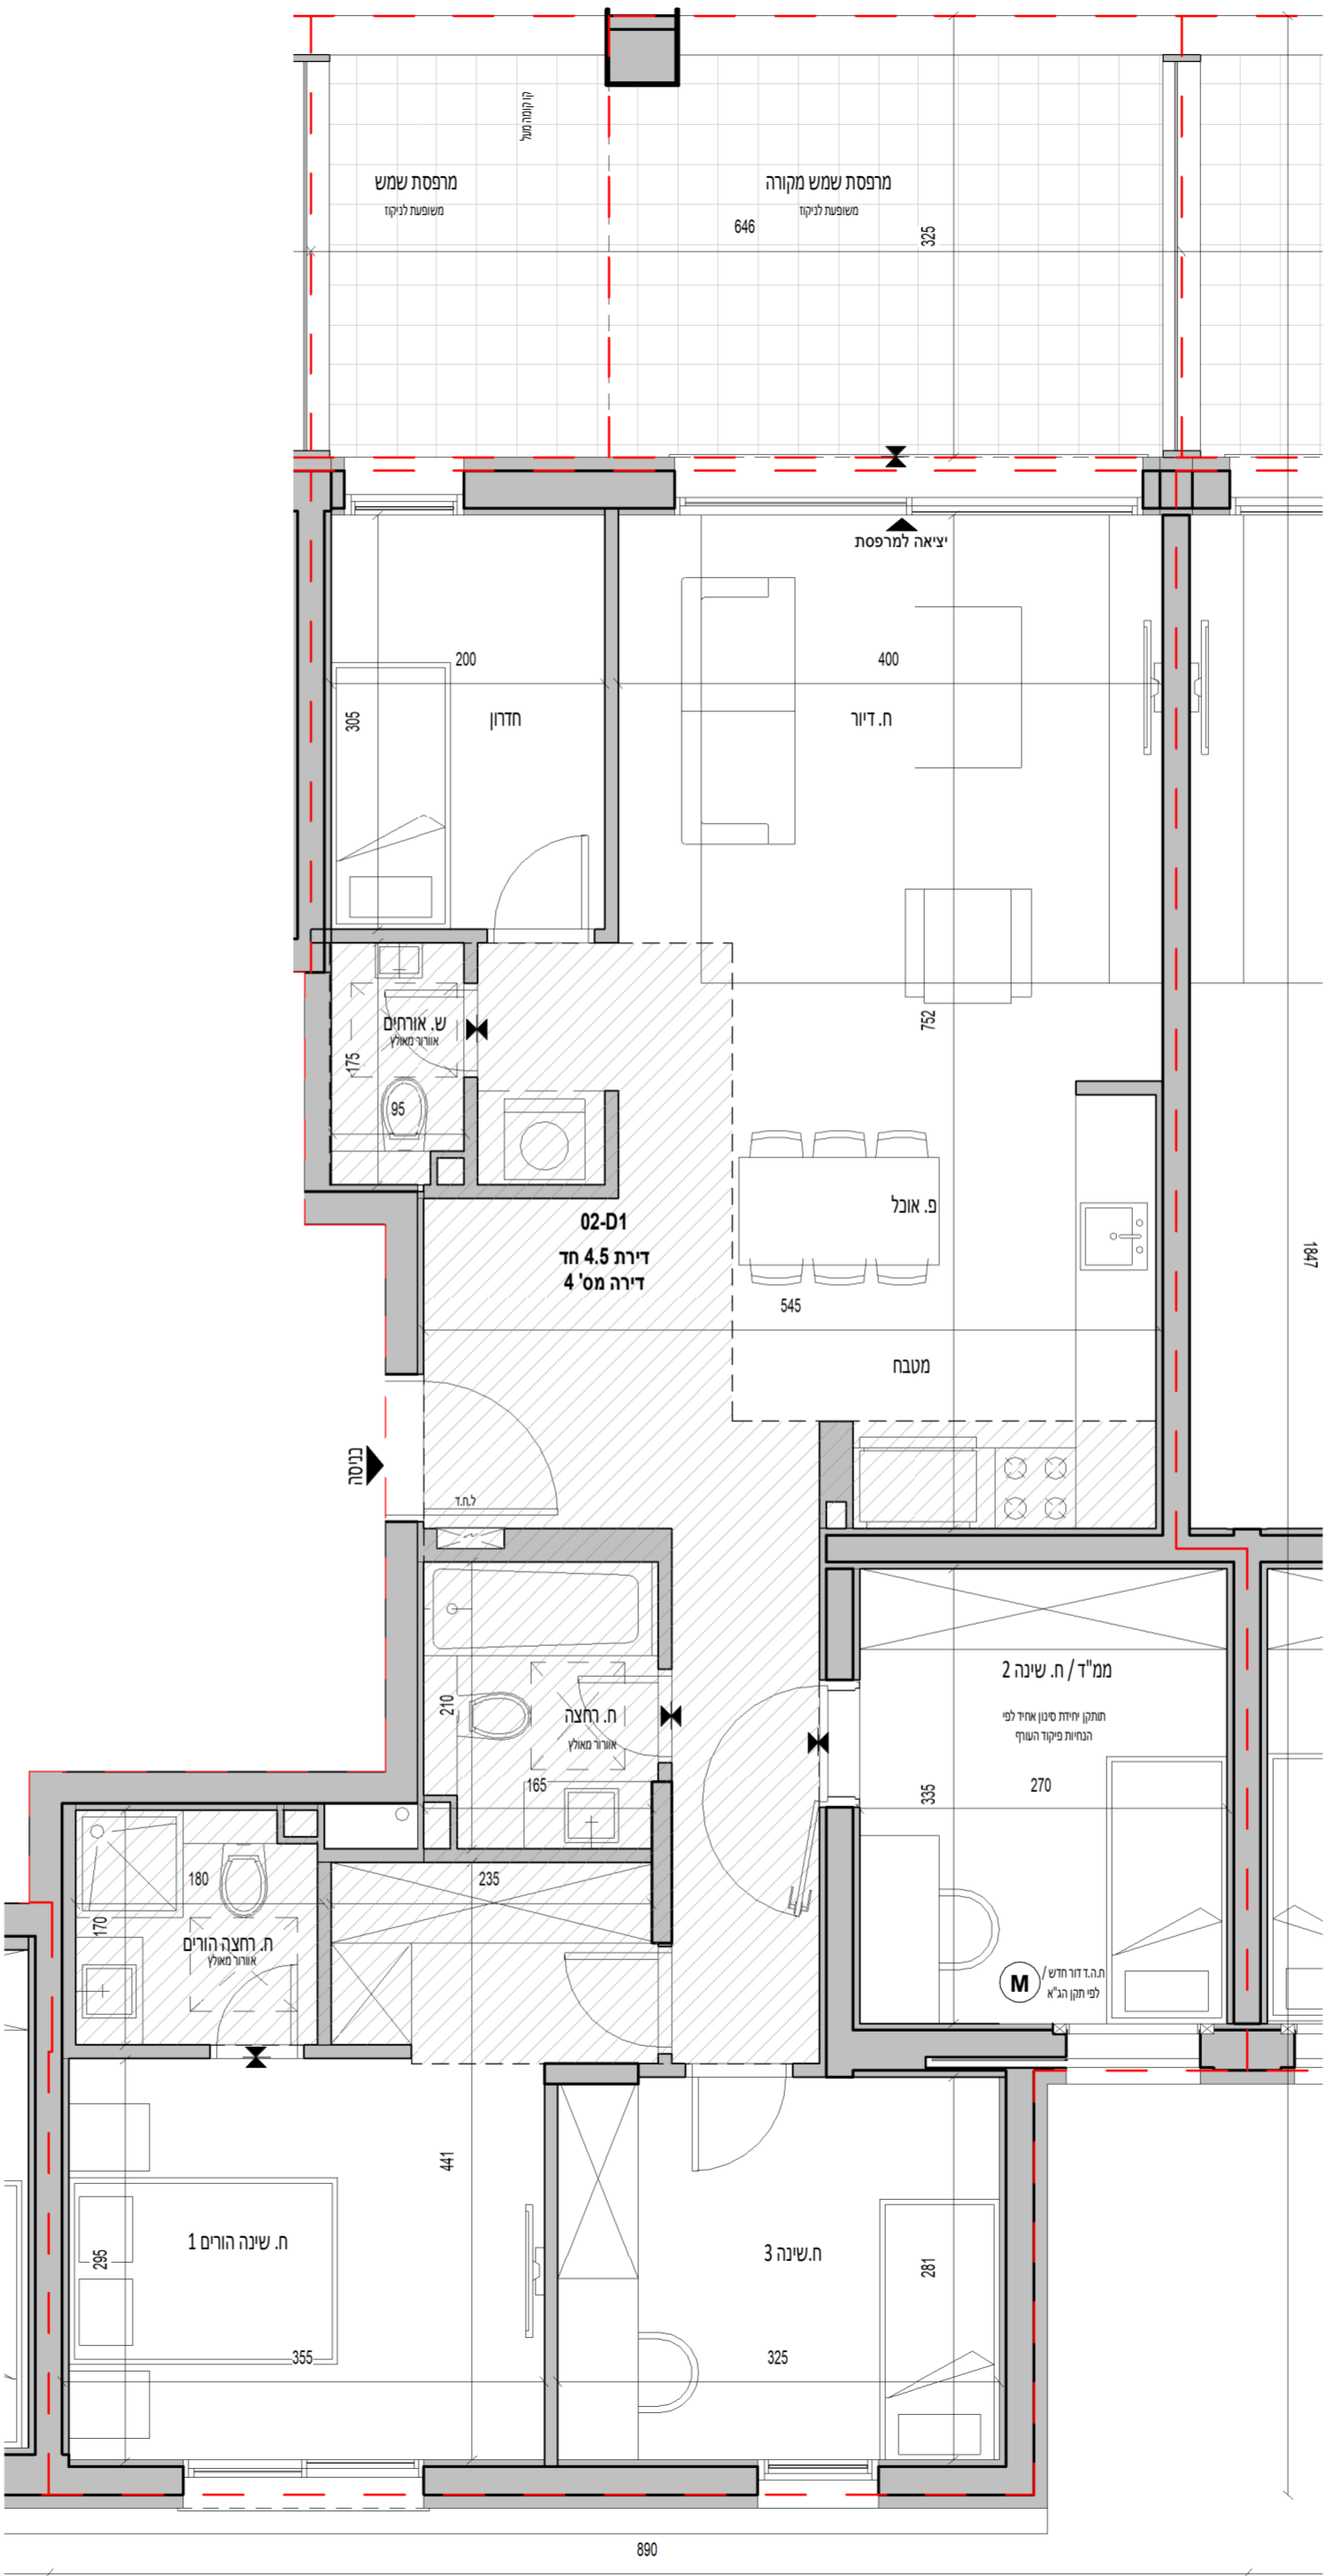 קו קומה מעל
מרפסת שמש
משופעת לניקוז
מרפסת שמש מקורה
משופעת לניקוז
646
325
יציאה למרפסת
200
400
305
חדרון
ח. דיור
752
ש. אורחים
אוורור מאולץ
175
95
02-D1
דירת 4.5 חד
דירה מס' 4
פ. אוכל
1847
545
מטבח
כניסה
ל.ח.ד
ממ"ד / ח. שינה 2
תותקן יחידת סינון אחיד לפי
הנחיות פיקוד העורף
210
ח. רחצה
אוורור מאולץ
165
335
270
180
235
170
ח. רחצה הורים
אוורור מאולץ
M
ת.ה.ד דור חדש /
לפי תקן הג"א
441
295
ח. שינה הורים 1
ח.שינה 3
281
355
325
890